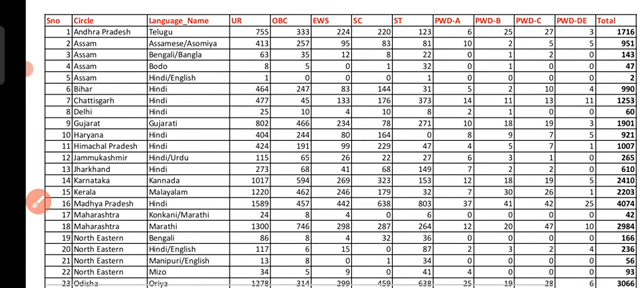 Sno Circle Language_Name UR OBC EWS SC ST PWD-A PWD-B PWD-C PWD-DE Total
1 Andhra Pradesh Telugu 755 333 224 220 123 6 25 27 3 1716
2 Assam Assamese/Asomiya 413 257 95 83 81 10 2 5 5 951
3 Assam Bengali/Bangla 63 35 12 8 22 0 1 2 0 143
4 Assam Bodo 8 5 0 1 32 0 1 0 0 47
5 Assam Hindi/English 1 0 0 0 1 0 0 0 0 2
6 Bihar Hindi 464 247 83 144 31 5 2 10 4 990
7 Chattisgarh Hindi 477 45 133 176 373 14 11 13 11 1253
8 Delhi Hindi 25 10 4 10 8 2 1 0 0 60
9 Gujarat Gujarati 802 466 234 78 271 10 18 19 3 1901
10 Haryana Hindi 404 244 80 164 0 8 9 7 5 921
11 Himachal Pradesh Hindi 424 191 99 229 47 4 5 7 1 1007
12 Jammukashmir Hindi/Urdu 115 65 26 22 27 6 3 1 0 265
13 Jharkhand Hindi 273 68 41 68 149 7 2 2 0 610
14 Karnataka Kannada 1017 594 269 323 153 12 18 19 5 2410
15 Kerala Malayalam 1220 462 246 179 32 7 30 26 1 2203
16 Madhya Pradesh Hindi 1589 457 442 638 803 37 41 42 25 4074
17 Maharashtra Konkani/Marathi 24 8 4 0 6 0 0 0 0 42
18 Maharashtra Marathi 1300 746 298 287 264 12 20 47 10 2984
19 North Eastern Bengali 86 8 4 32 36 0 0 0 0 166
20 North Eastern Hindi/English 117 6 15 0 87 2 3 2 4 236
21 North Eastern Manipuri/English 13 8 0 1 34 0 0 0 0 56
22 North Eastern Mizo 34 5 9 0 41 4 0 0 0 93
23 Odisha Oriya 1278 314 299 459 638 25 19 28 6 3066